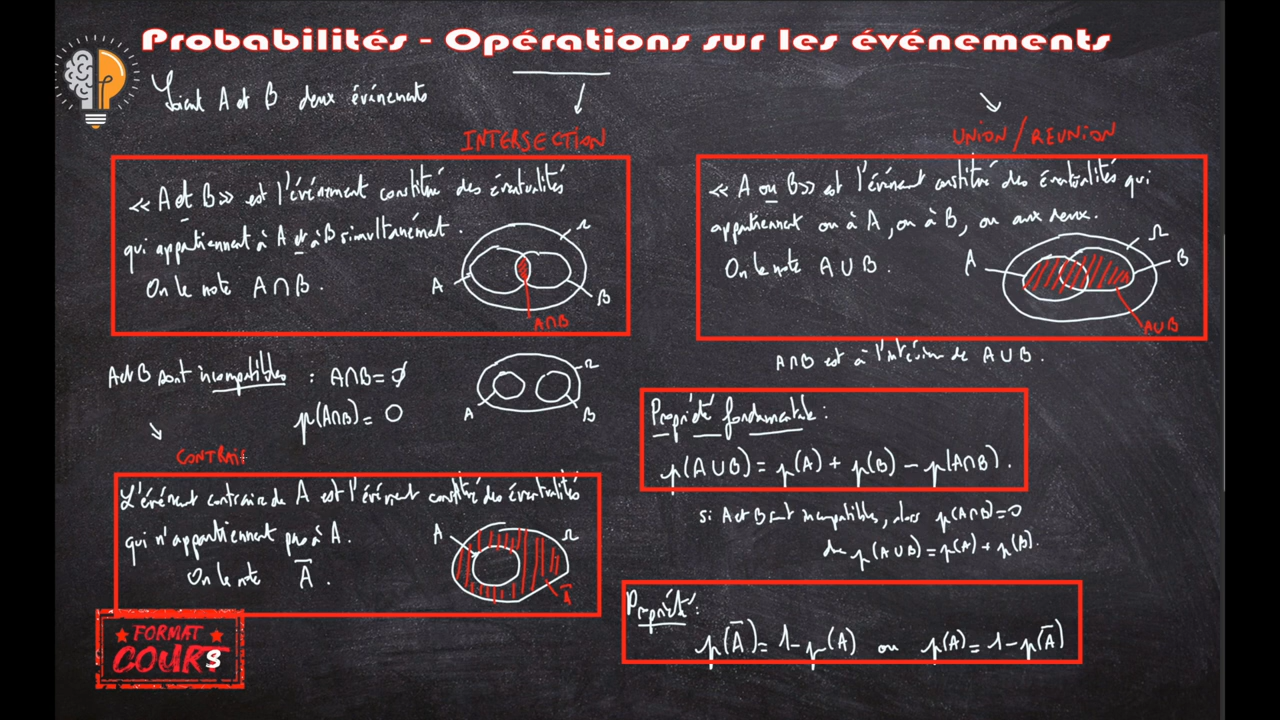 Probabilités - Opérations sur les événements
Soient A et B deux événements
INTERSECTION
« A et B » est l'événement constitué des éventualités
qui appartiennent à A et à B simultanément.
On le note A∩B.
A
Ω
B
A∩B
A et B sont incompatibles : A∩B=∅
p(A∩B)=0
A
Ω
B
CONTRAI
L'événement contraire de A est l'événement constitué des éventualités
qui n'appartiennent pas à A.
On le note A̅.
A
Ω
A̅
FORMAT
COURS
UNION / REUNION
« A ou B » est l'événement constitué des éventualités qui
appartiennent ou à A, ou à B, ou aux deux.
On le note A∪B.
A
Ω
B
A∪B
A∩B est à l'intérieur de A∪B.
Propriété fondamentale :
p(A∪B) = p(A) + p(B) - p(A∩B).
si A et B sont incompatibles, alors p(A∩B)=0
p(A∪B)=p(A)+p(B).
Propriété :
p(A̅) = 1-p(A) ou p(A) = 1-p(A̅)